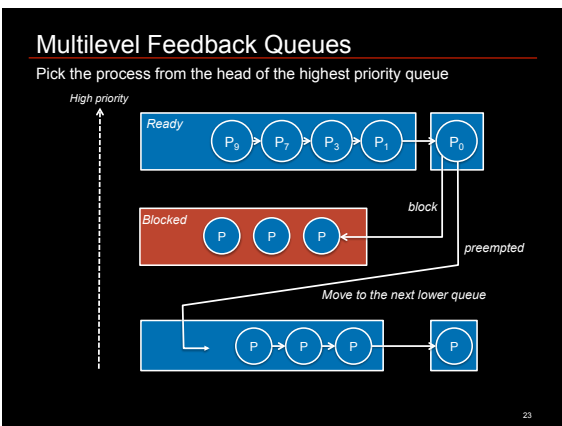 Multilevel Feedback Queues
Pick the process from the head of the highest priority queue
High priority
Ready
P₉ P₇ P₃ P₁ P₀
block
Blocked
P P P
preempted
Move to the next lower queue
P P P P
23